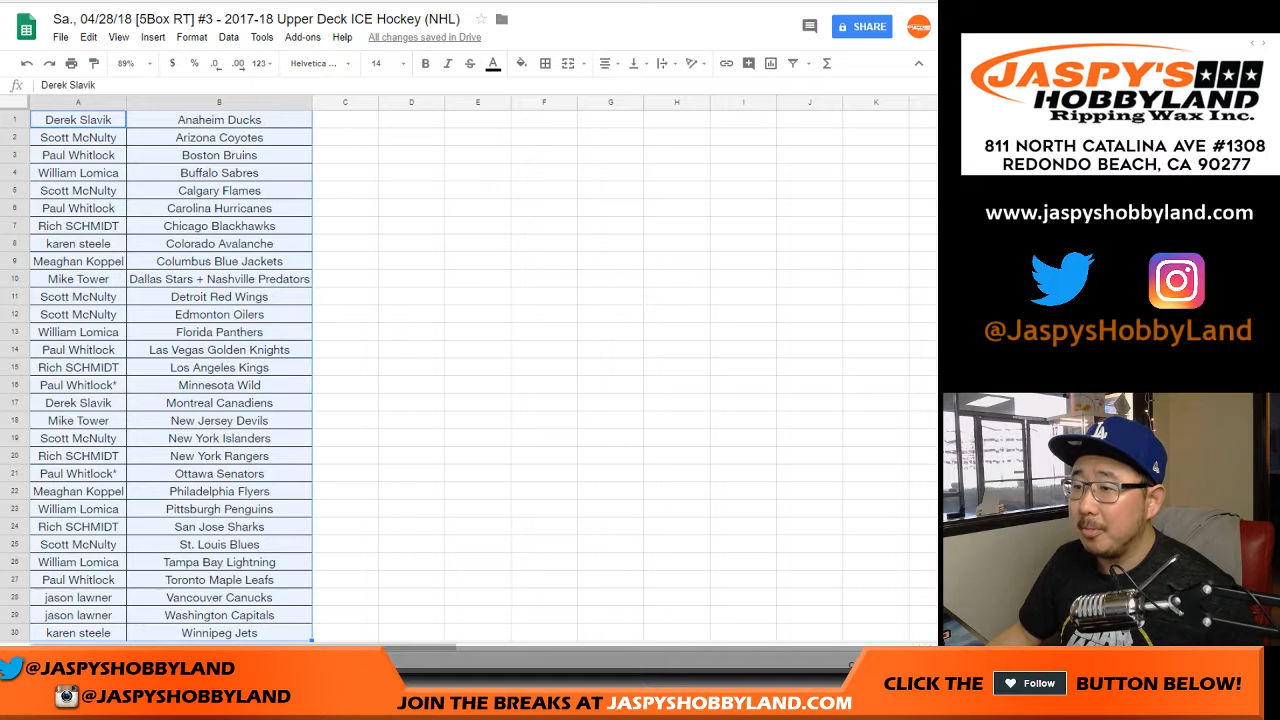 Sa., 04/28/18 [5Box RT] #3 - 2017-18 Upper Deck ICE Hockey (NHL)
File Edit View Insert Format Data Tools Add-ons Help All changes saved in Drive
SHARE
89% $ % .0 .00 123 Helvetica ... 14 B I S A
fx Derek Slavik
A B C D E F G H I J K
1 Derek Slavik Anaheim Ducks
2 Scott McNulty Arizona Coyotes
3 Paul Whitlock Boston Bruins
4 William Lomica Buffalo Sabres
5 Scott McNulty Calgary Flames
6 Paul Whitlock Carolina Hurricanes
7 Rich SCHMIDT Chicago Blackhawks
8 karen steele Colorado Avalanche
9 Meaghan Koppel Columbus Blue Jackets
10 Mike Tower Dallas Stars + Nashville Predators
11 Scott McNulty Detroit Red Wings
12 Scott McNulty Edmonton Oilers
13 William Lomica Florida Panthers
14 Paul Whitlock Las Vegas Golden Knights
15 Rich SCHMIDT Los Angeles Kings
16 Paul Whitlock* Minnesota Wild
17 Derek Slavik Montreal Canadiens
18 Mike Tower New Jersey Devils
19 Scott McNulty New York Islanders
20 Rich SCHMIDT New York Rangers
21 Paul Whitlock* Ottawa Senators
22 Meaghan Koppel Philadelphia Flyers
23 William Lomica Pittsburgh Penguins
24 Rich SCHMIDT San Jose Sharks
25 Scott McNulty St. Louis Blues
26 William Lomica Tampa Bay Lightning
27 Paul Whitlock Toronto Maple Leafs
28 jason lawner Vancouver Canucks
29 jason lawner Washington Capitals
30 karen steele Winnipeg Jets
JASPY'S
HOBBYLAND
Ripping Wax Inc.
811 NORTH CATALINA AVE #1308
REDONDO BEACH, CA 90277
www.jaspyshobbyland.com
@JaspysHobbyLand
LA
@JASPYSHOBBYLAND
@JASPYSHOBBYLAND
JOIN THE BREAKS AT JASPYSHOBBYLAND.COM
CLICK THE Follow BUTTON BELOW!